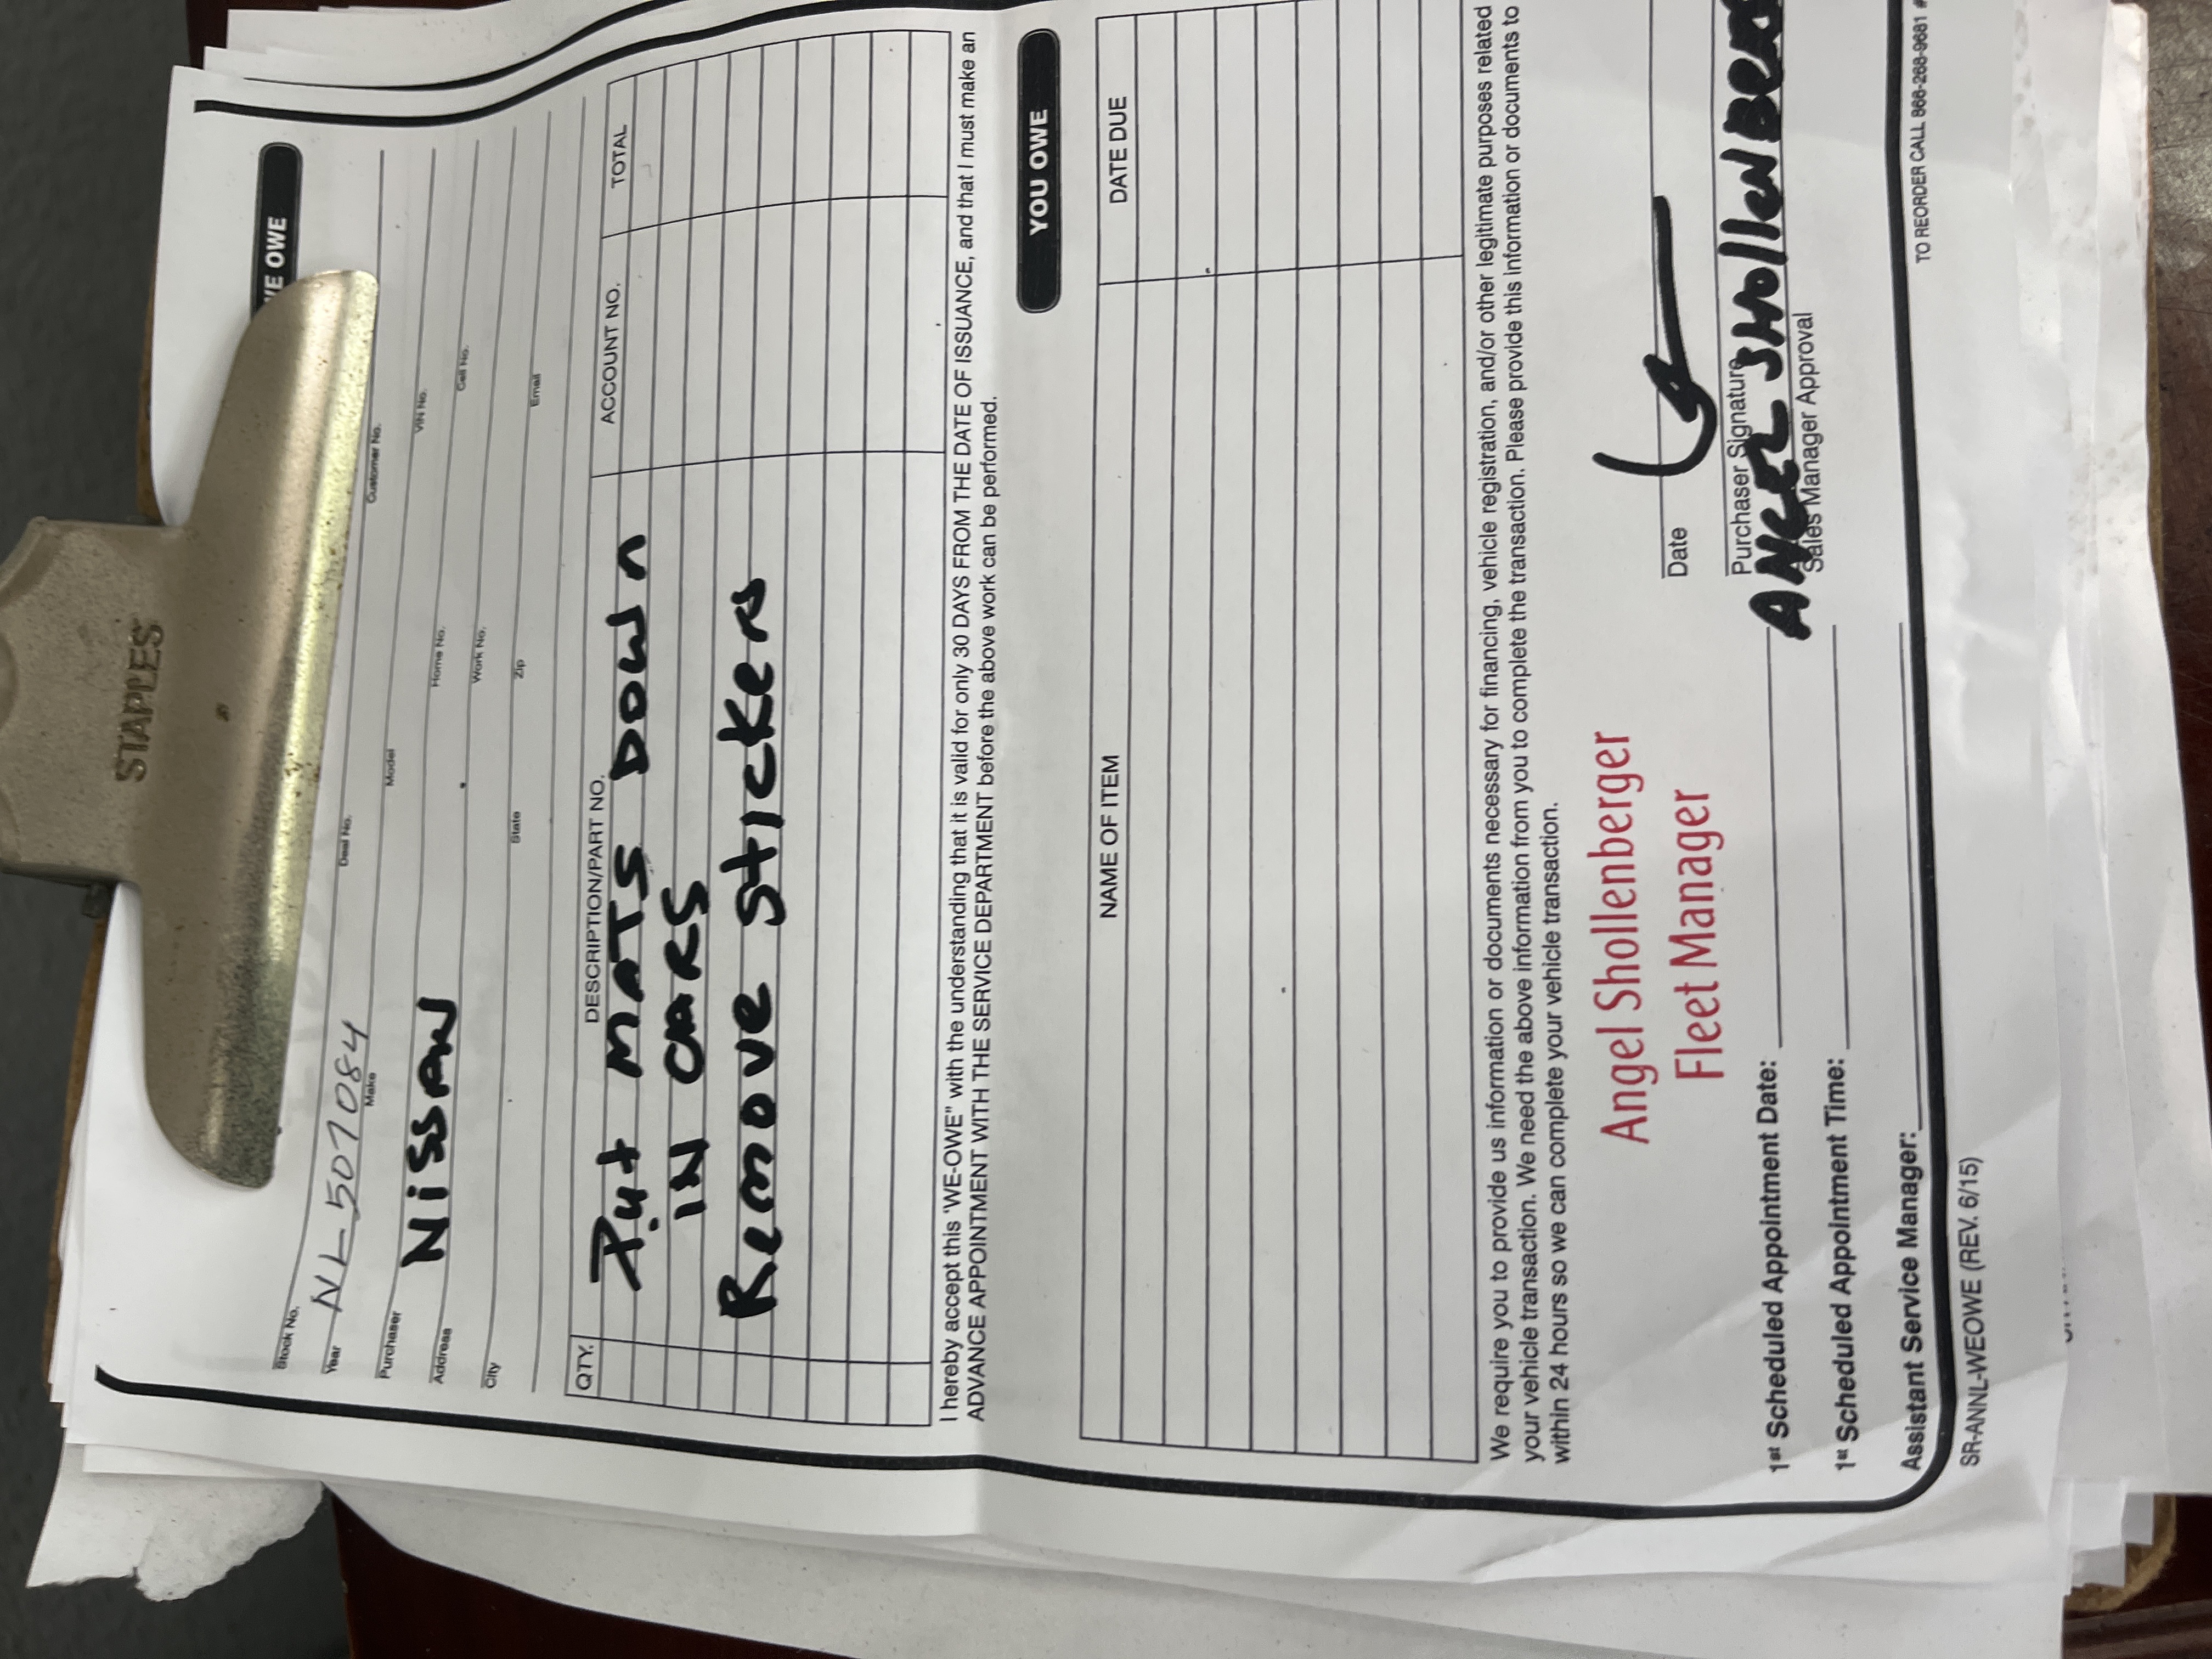 STAPLES
WE OWE
Stock No. NL-507084 Deal No. Customer No.
Year Make Model VIN No.
Purchaser Nissan Home No. Cell No.
Address Work No.
City State Zip Email
QTY. DESCRIPTION/PART NO. ACCOUNT NO. TOTAL
Put MATS DOWN
IN CARS
Remove Stickers
I hereby accept this "WE-OWE" with the understanding that it is valid for only 30 DAYS FROM THE DATE OF ISSUANCE, and that I must make an
ADVANCE APPOINTMENT WITH THE SERVICE DEPARTMENT before the above work can be performed.
YOU OWE
NAME OF ITEM DATE DUE
We require you to provide us information or documents necessary for financing, vehicle registration, and/or other legitimate purposes related
your vehicle transaction. We need the above information from you to complete the transaction. Please provide this information or documents to
within 24 hours so we can complete your vehicle transaction.
Angel Shollenberger
Fleet Manager
Date
Purchaser Signature
1st Scheduled Appointment Date:
ANGEL SHOllenBer
Sales Manager Approval
1st Scheduled Appointment Time:
Assistant Service Manager:
SR-ANNL-WEOWE (REV. 6/15)
TO REORDER CALL 866-268-9681 #